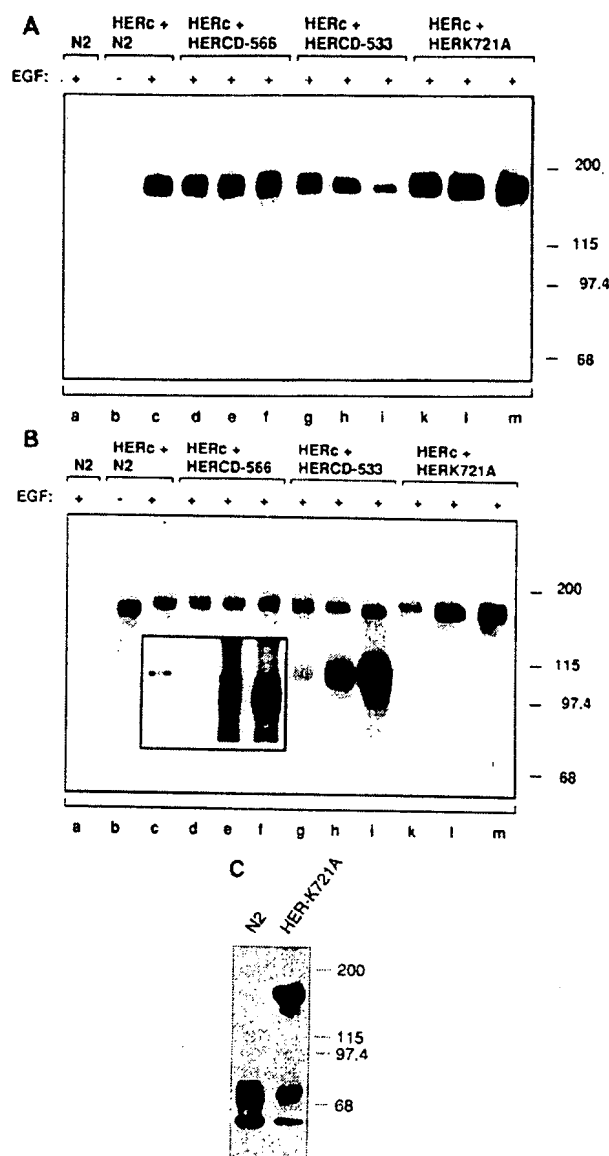 A
N2
HERc +
N2
HERc +
HERCD-566
HERc +
HERCD-533
HERc +
HERK721A
EGF: + - + + + + + + + + + +
200
115
97.4
68
a b c d e f g h i k l m
B
N2
HERc +
N2
HERc +
HERCD-566
HERc +
HERCD-533
HERc +
HERK721A
EGF: + - + + + + + + + + + +
200
115
97.4
68
a b c d e f g h i k l m
C
N2
HER-K721A
200
115
97.4
68